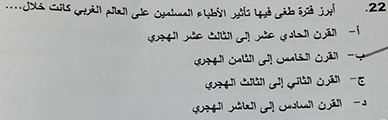 22. أبرز فترة طغى فيها تأثير الأطباء المسلمين على العالم الغربي كانت خلال....
أ- القرن الحادي عشر إلى الثالث عشر الهجري
ب- القرن الخامس إلى الثامن الهجري
ج- القرن الثاني إلى الثالث الهجري
د- القرن السادس إلى العاشر الهجري